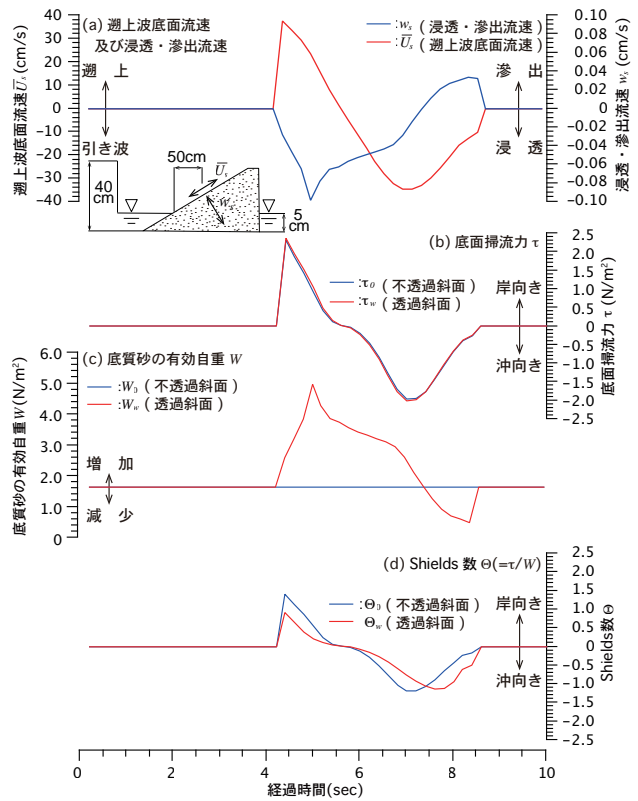 (a) 遡上波底面流速
及び浸透・滲出流速
:w_s ( 浸透・滲出流速 )
:U̅_s ( 遡上波底面流速 )
遡　上
引き波
滲　出
浸　透
遡上波底面流速U̅_s (cm/s)
40
30
20
10
0
-10
-20
-30
-40
0.10
0.08
0.06
0.04
0.02
0.00
-0.02
-0.04
-0.06
-0.08
-0.10
浸透・滲出流速 w_s (cm/s)
50cm
U̅_s
w_s
40
cm
5
cm
(b) 底面掃流力 τ
:τ_0 ( 不透過斜面 )
:τ_w ( 透過斜面 )
岸向き
沖向き
2.5
2.0
1.5
1.0
0.5
0
-0.5
-1.0
-1.5
-2.0
-2.5
底面掃流力 τ (N/m²)
(c) 底質砂の有効自重 W
:W_0 ( 不透過斜面 )
:W_w ( 透過斜面 )
増　加
減　少
底質砂の有効自重 W (N/m²)
6.0
5.0
4.0
3.0
2.0
1.0
0
(d) Shields 数 Θ(=τ/W)
:Θ_0 (不透過斜面 )
Θ_w ( 透過斜面 )
岸向き
沖向き
2.5
2.0
1.5
1.0
0.5
0
-0.5
-1.0
-1.5
-2.0
-2.5
Shields数 Θ
0
2
4
6
8
10
経過時間(sec)